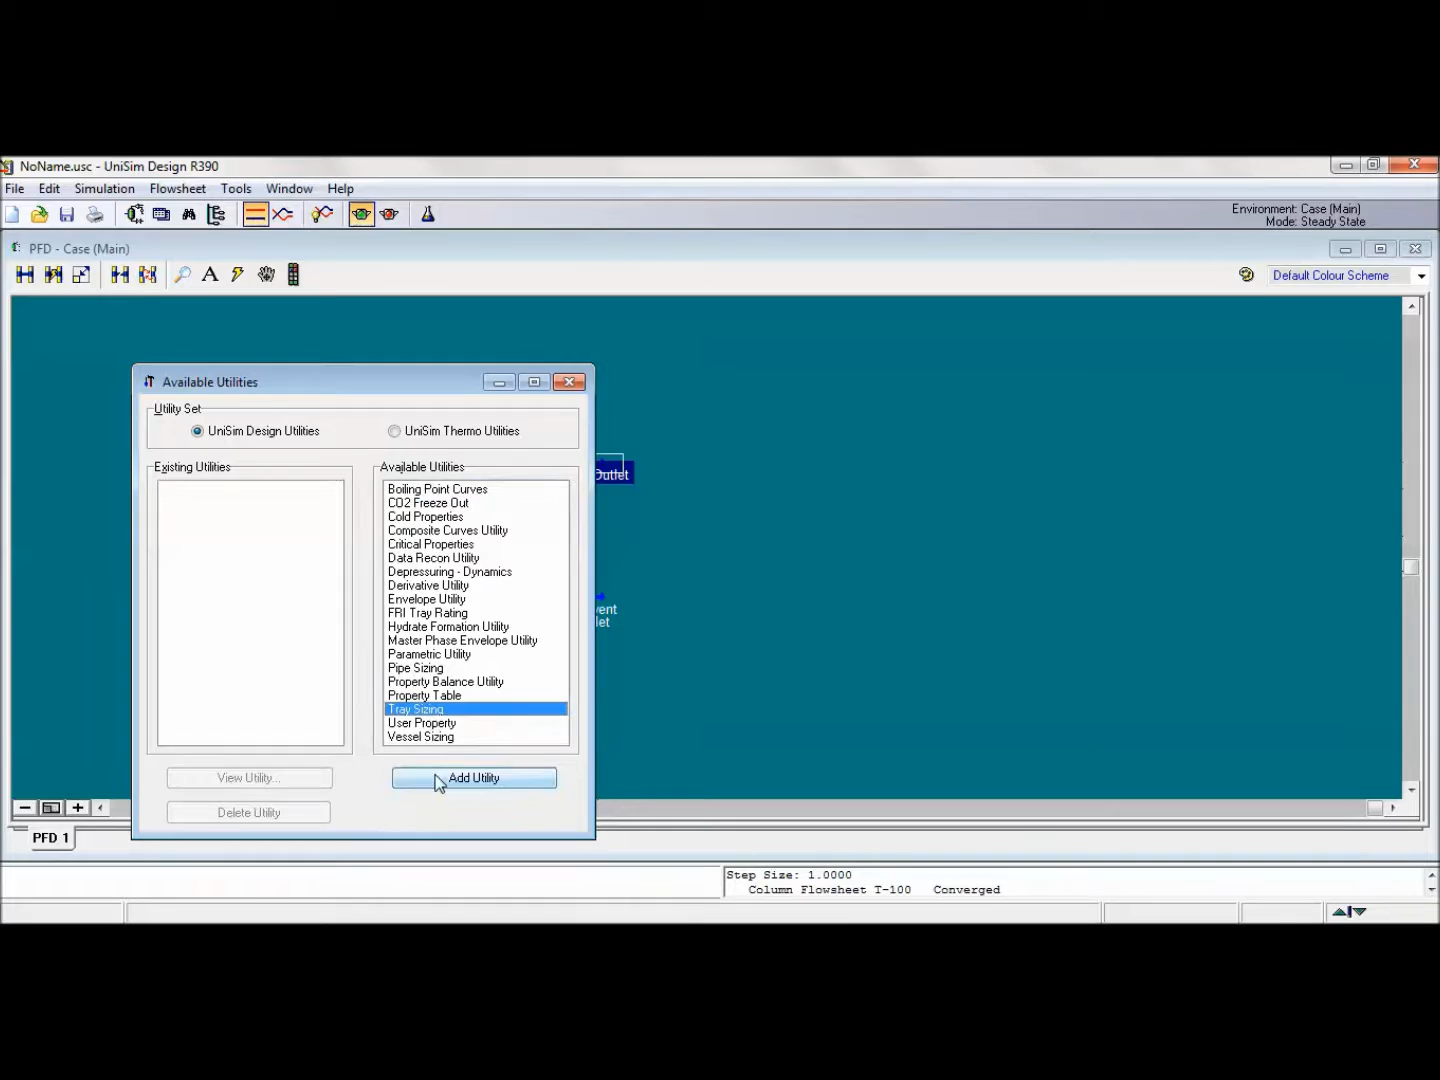 NoName.usc - UniSim Design R390
File Edit Simulation Flowsheet Tools Window Help
Environment: Case (Main)
Mode: Steady State
PFD - Case (Main)
A
Default Colour Scheme
Available Utilities
Utility Set
UniSim Design Utilities
UniSim Thermo Utilities
Existing Utilities
Available Utilities
Boiling Point Curves
CO2 Freeze Out
Cold Properties
Composite Curves Utility
Critical Properties
Data Recon Utility
Depressuring - Dynamics
Derivative Utility
Envelope Utility
FRI Tray Rating
Hydrate Formation Utility
Master Phase Envelope Utility
Parametric Utility
Pipe Sizing
Property Balance Utility
Property Table
Tray Sizing
User Property
Vessel Sizing
View Utility...
Add Utility
Delete Utility
Outlet
vent
let
PFD 1
Step Size: 1.0000
Column Flowsheet T-100 Converged